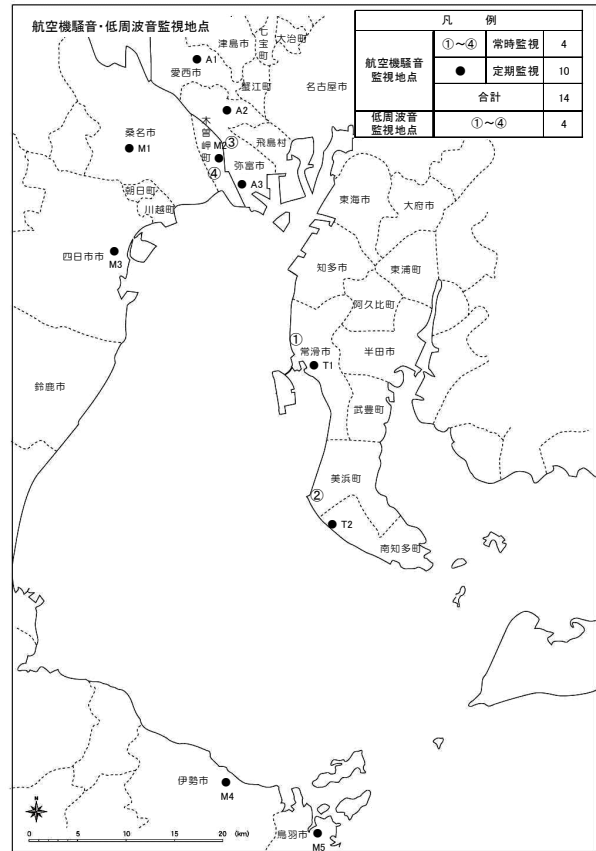 航空機騒音・低周波音監視地点
凡 例
航空機騒音監視地点 ①~④ 常時監視 4
● 定期監視 10
合計 14
低周波音監視地点 ①~④ 4
津島市
七宝町
大治町
A1
愛西市
蟹江町
名古屋市
A2
木曽岬町
③
飛島村
桑名市
M1
M2
④
弥富市
A3
朝日町
川越町
東海市
大府市
四日市市
M3
知多市
東浦町
阿久比町
①
常滑市
半田市
T1
鈴鹿市
武豊町
美浜町
②
T2
南知多町
伊勢市
M4
N
0 5 10 20 (km)
鳥羽市
M5